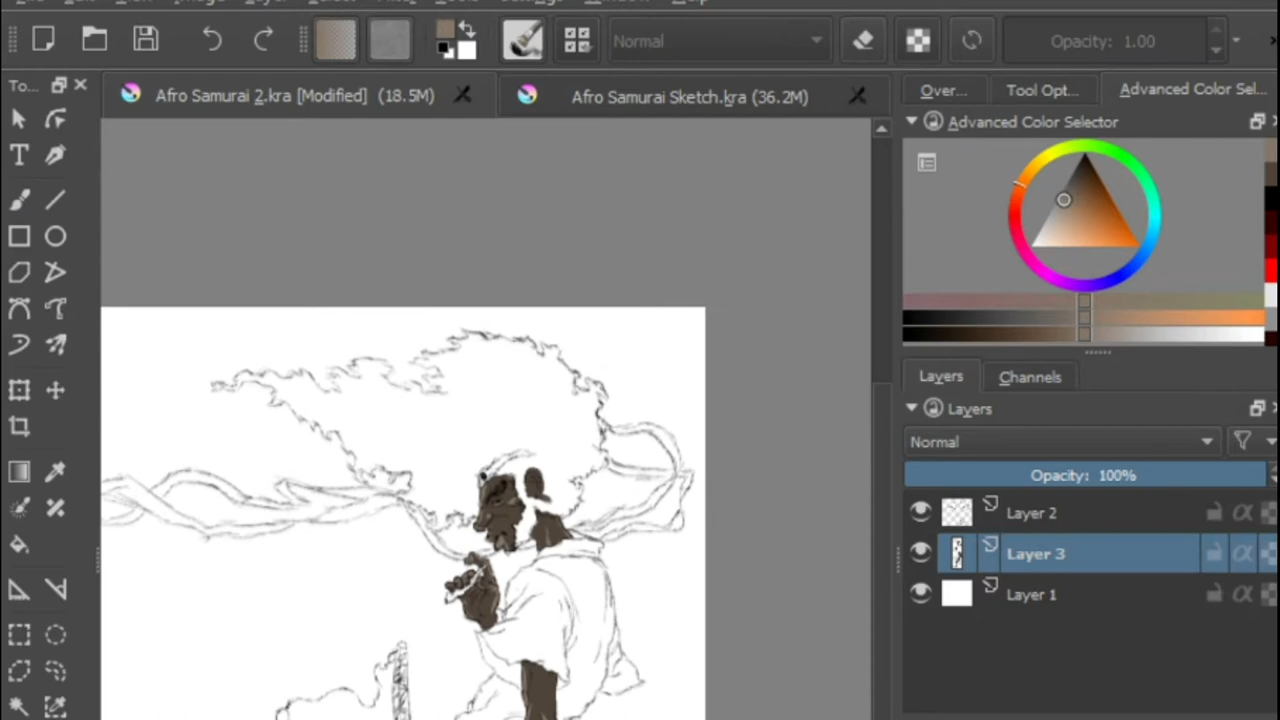 Normal
Opacity: 1.00
To...
Afro Samurai 2.kra [Modified] (18.5M)
Afro Samurai Sketch.kra (36.2M)
Over...
Tool Opt...
Advanced Color Sel...
Advanced Color Selector
Layers
Channels
Layers
Normal
Opacity: 100%
Layer 2
Layer 3
Layer 1